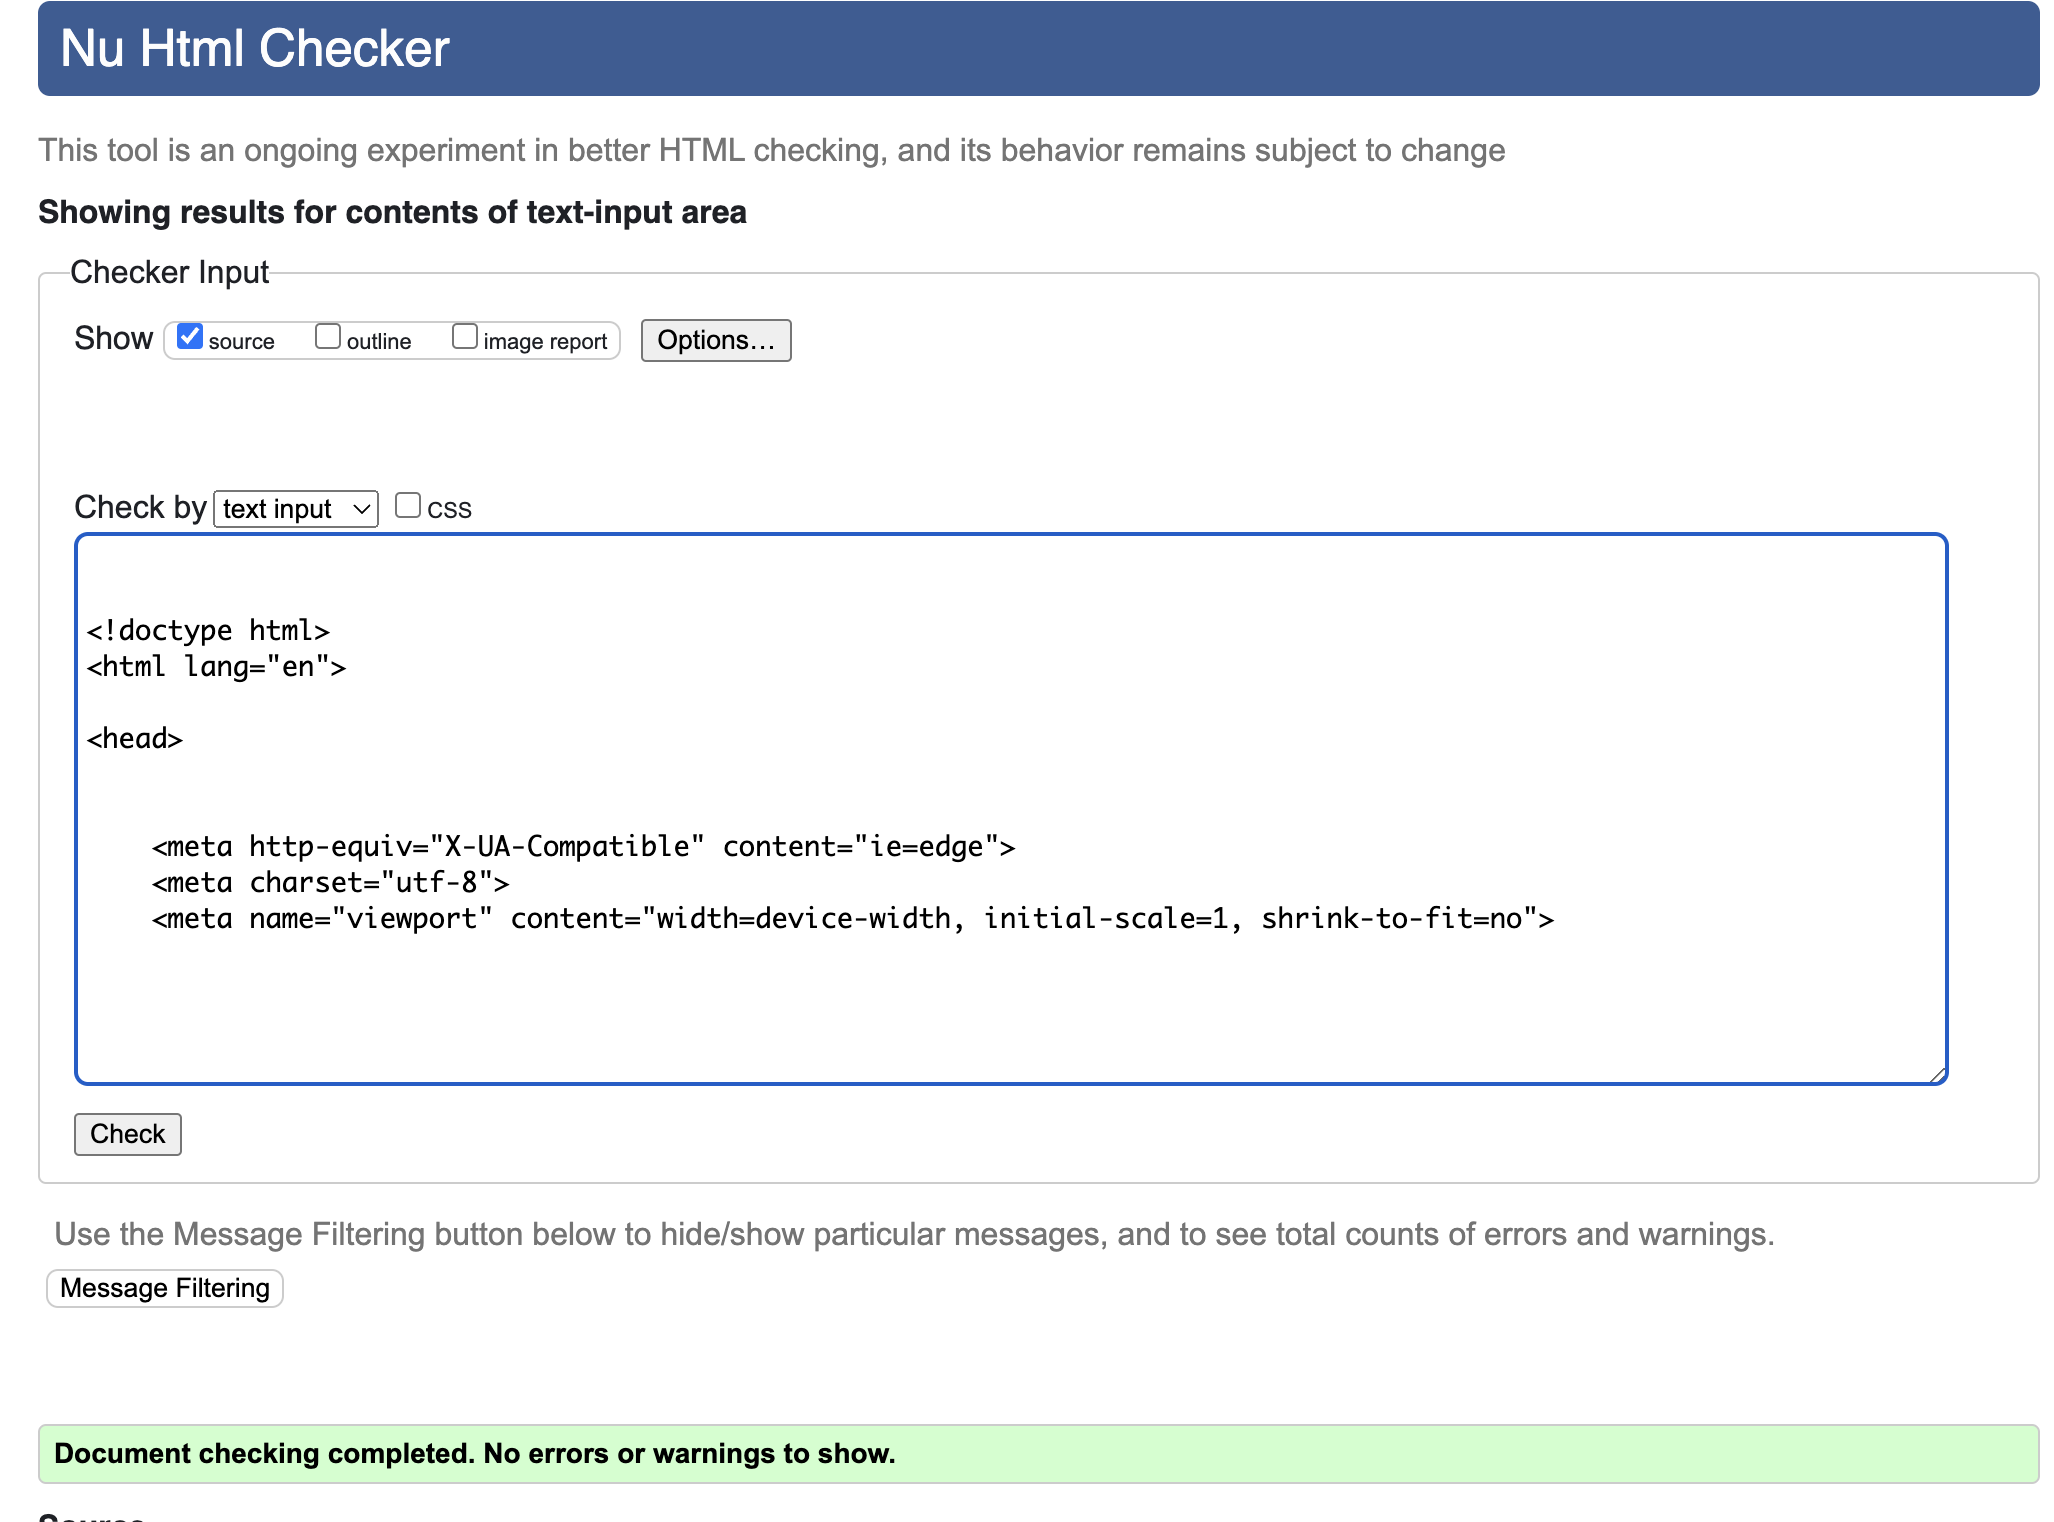 Nu Html Checker
This tool is an ongoing experiment in better HTML checking, and its behavior remains subject to change
Showing results for contents of text-input area
Checker Input
Show source outline image report Options...
Check by text input CSS
<!doctype html>
<html lang="en">
<head>
<meta http-equiv="X-UA-Compatible" content="ie=edge">
<meta charset="utf-8">
<meta name="viewport" content="width=device-width, initial-scale=1, shrink-to-fit=no">
Check
Use the Message Filtering button below to hide/show particular messages, and to see total counts of errors and warnings.
Message Filtering
Document checking completed. No errors or warnings to show.